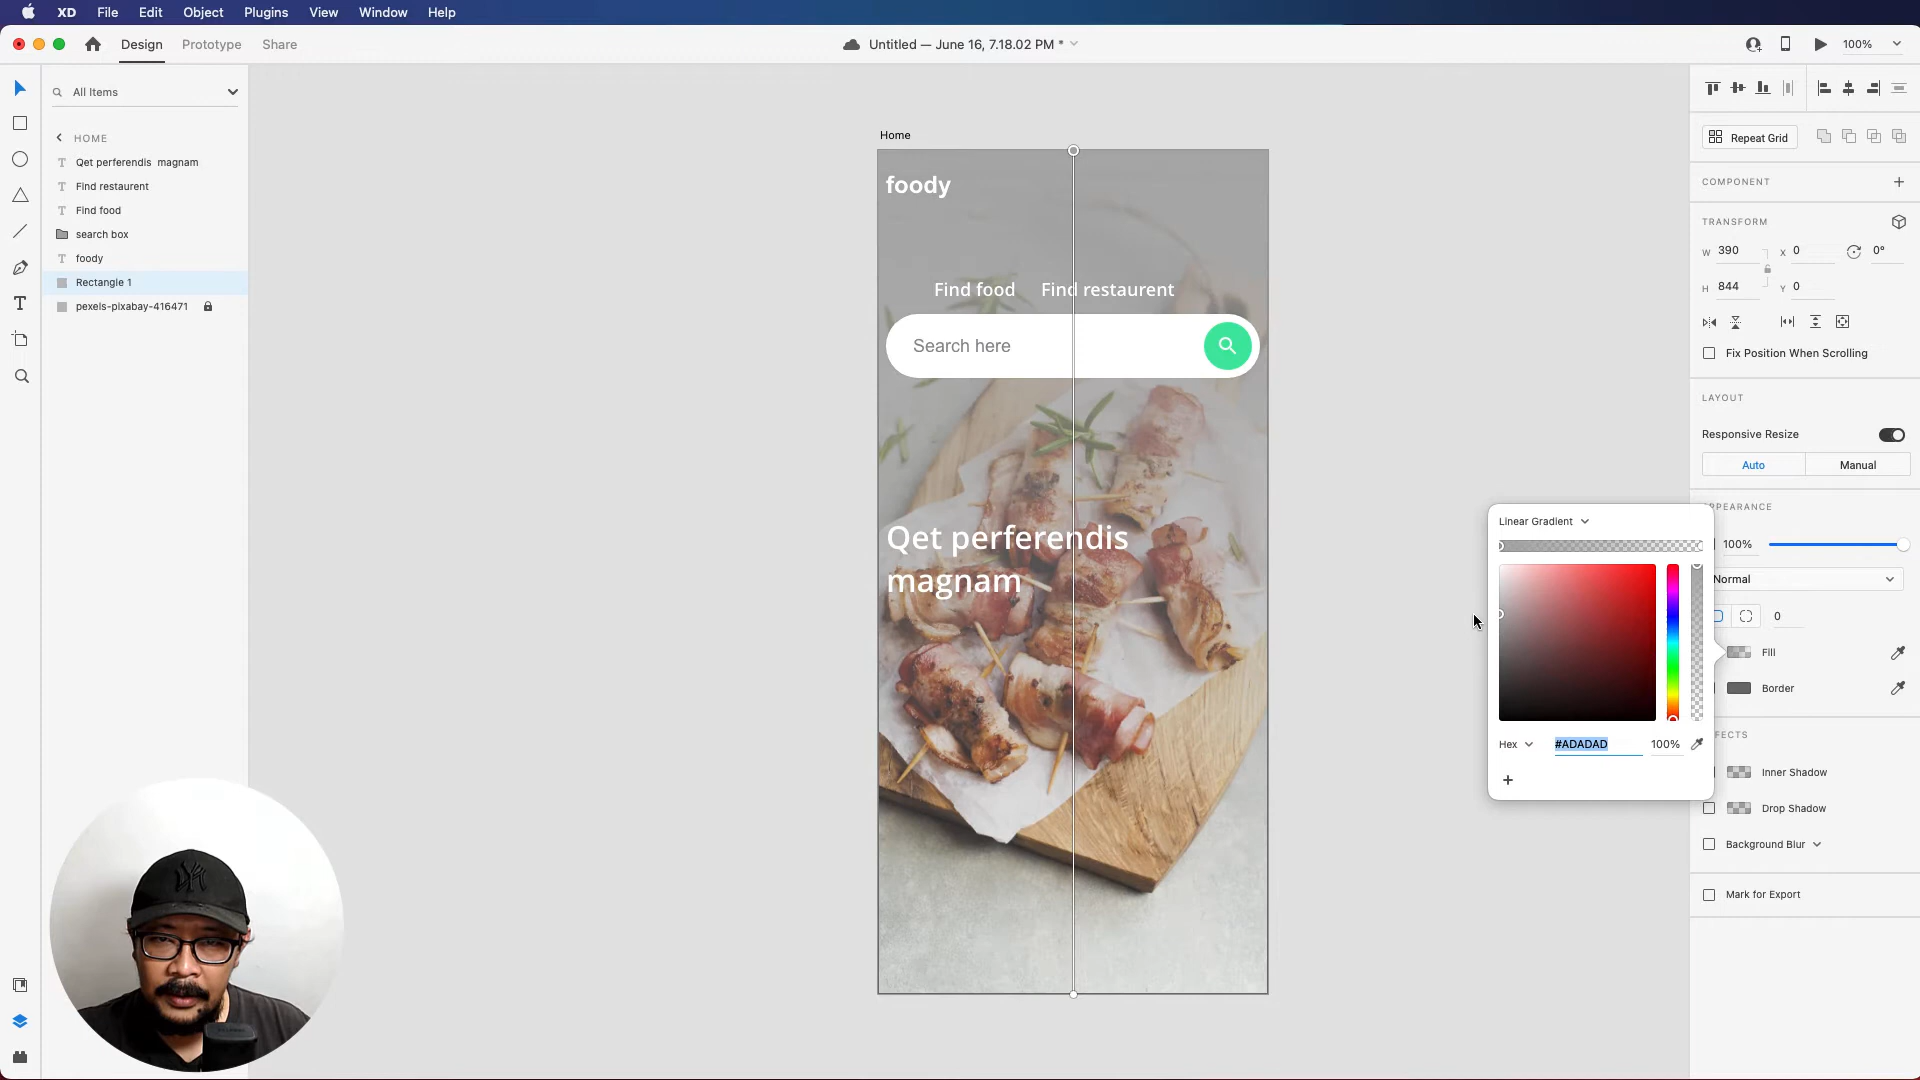 XD File Edit Object Plugins View Window Help
Design Prototype Share
Untitled — June 16, 7.18.02 PM *
100%
All Items
HOME
Qet perferendis magnam
Find restaurent
Find food
search box
foody
Rectangle 1
pexels-pixabay-416471
Home
foody
Find food Find restaurent
Search here
Qet perferendis
magnam
Repeat Grid
COMPONENT
TRANSFORM
W 390 X 0 0°
H 844 Y 0
Fix Position When Scrolling
LAYOUT
Responsive Resize
Auto Manual
PPEARANCE
100%
Normal
0
Fill
Border
FFECTS
Inner Shadow
Drop Shadow
Background Blur
Mark for Export
Linear Gradient
Hex #ADADAD 100%